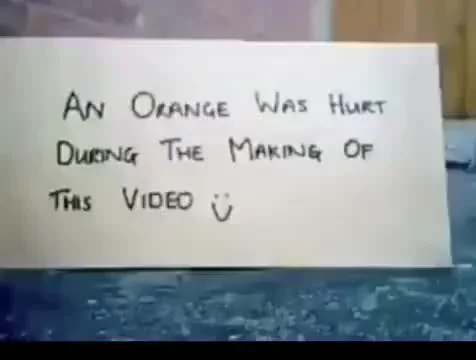 AN ORANGE WAS HURT
DURING THE MAKING OF
THIS VIDEO Ü